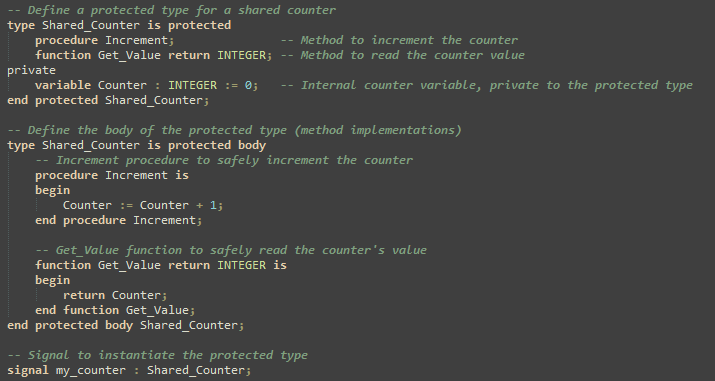 -- Define a protected type for a shared counter
type Shared_Counter is protected
    procedure Increment;               -- Method to increment the counter
    function Get_Value return INTEGER; -- Method to read the counter value
private
    variable Counter : INTEGER := 0;   -- Internal counter variable, private to the protected type
end protected Shared_Counter;

-- Define the body of the protected type (method implementations)
type Shared_Counter is protected body
    -- Increment procedure to safely increment the counter
    procedure Increment is
    begin
        Counter := Counter + 1;
    end procedure Increment;

    -- Get_Value function to safely read the counter's value
    function Get_Value return INTEGER is
    begin
        return Counter;
    end function Get_Value;
end protected body Shared_Counter;

-- Signal to instantiate the protected type
signal my_counter : Shared_Counter;